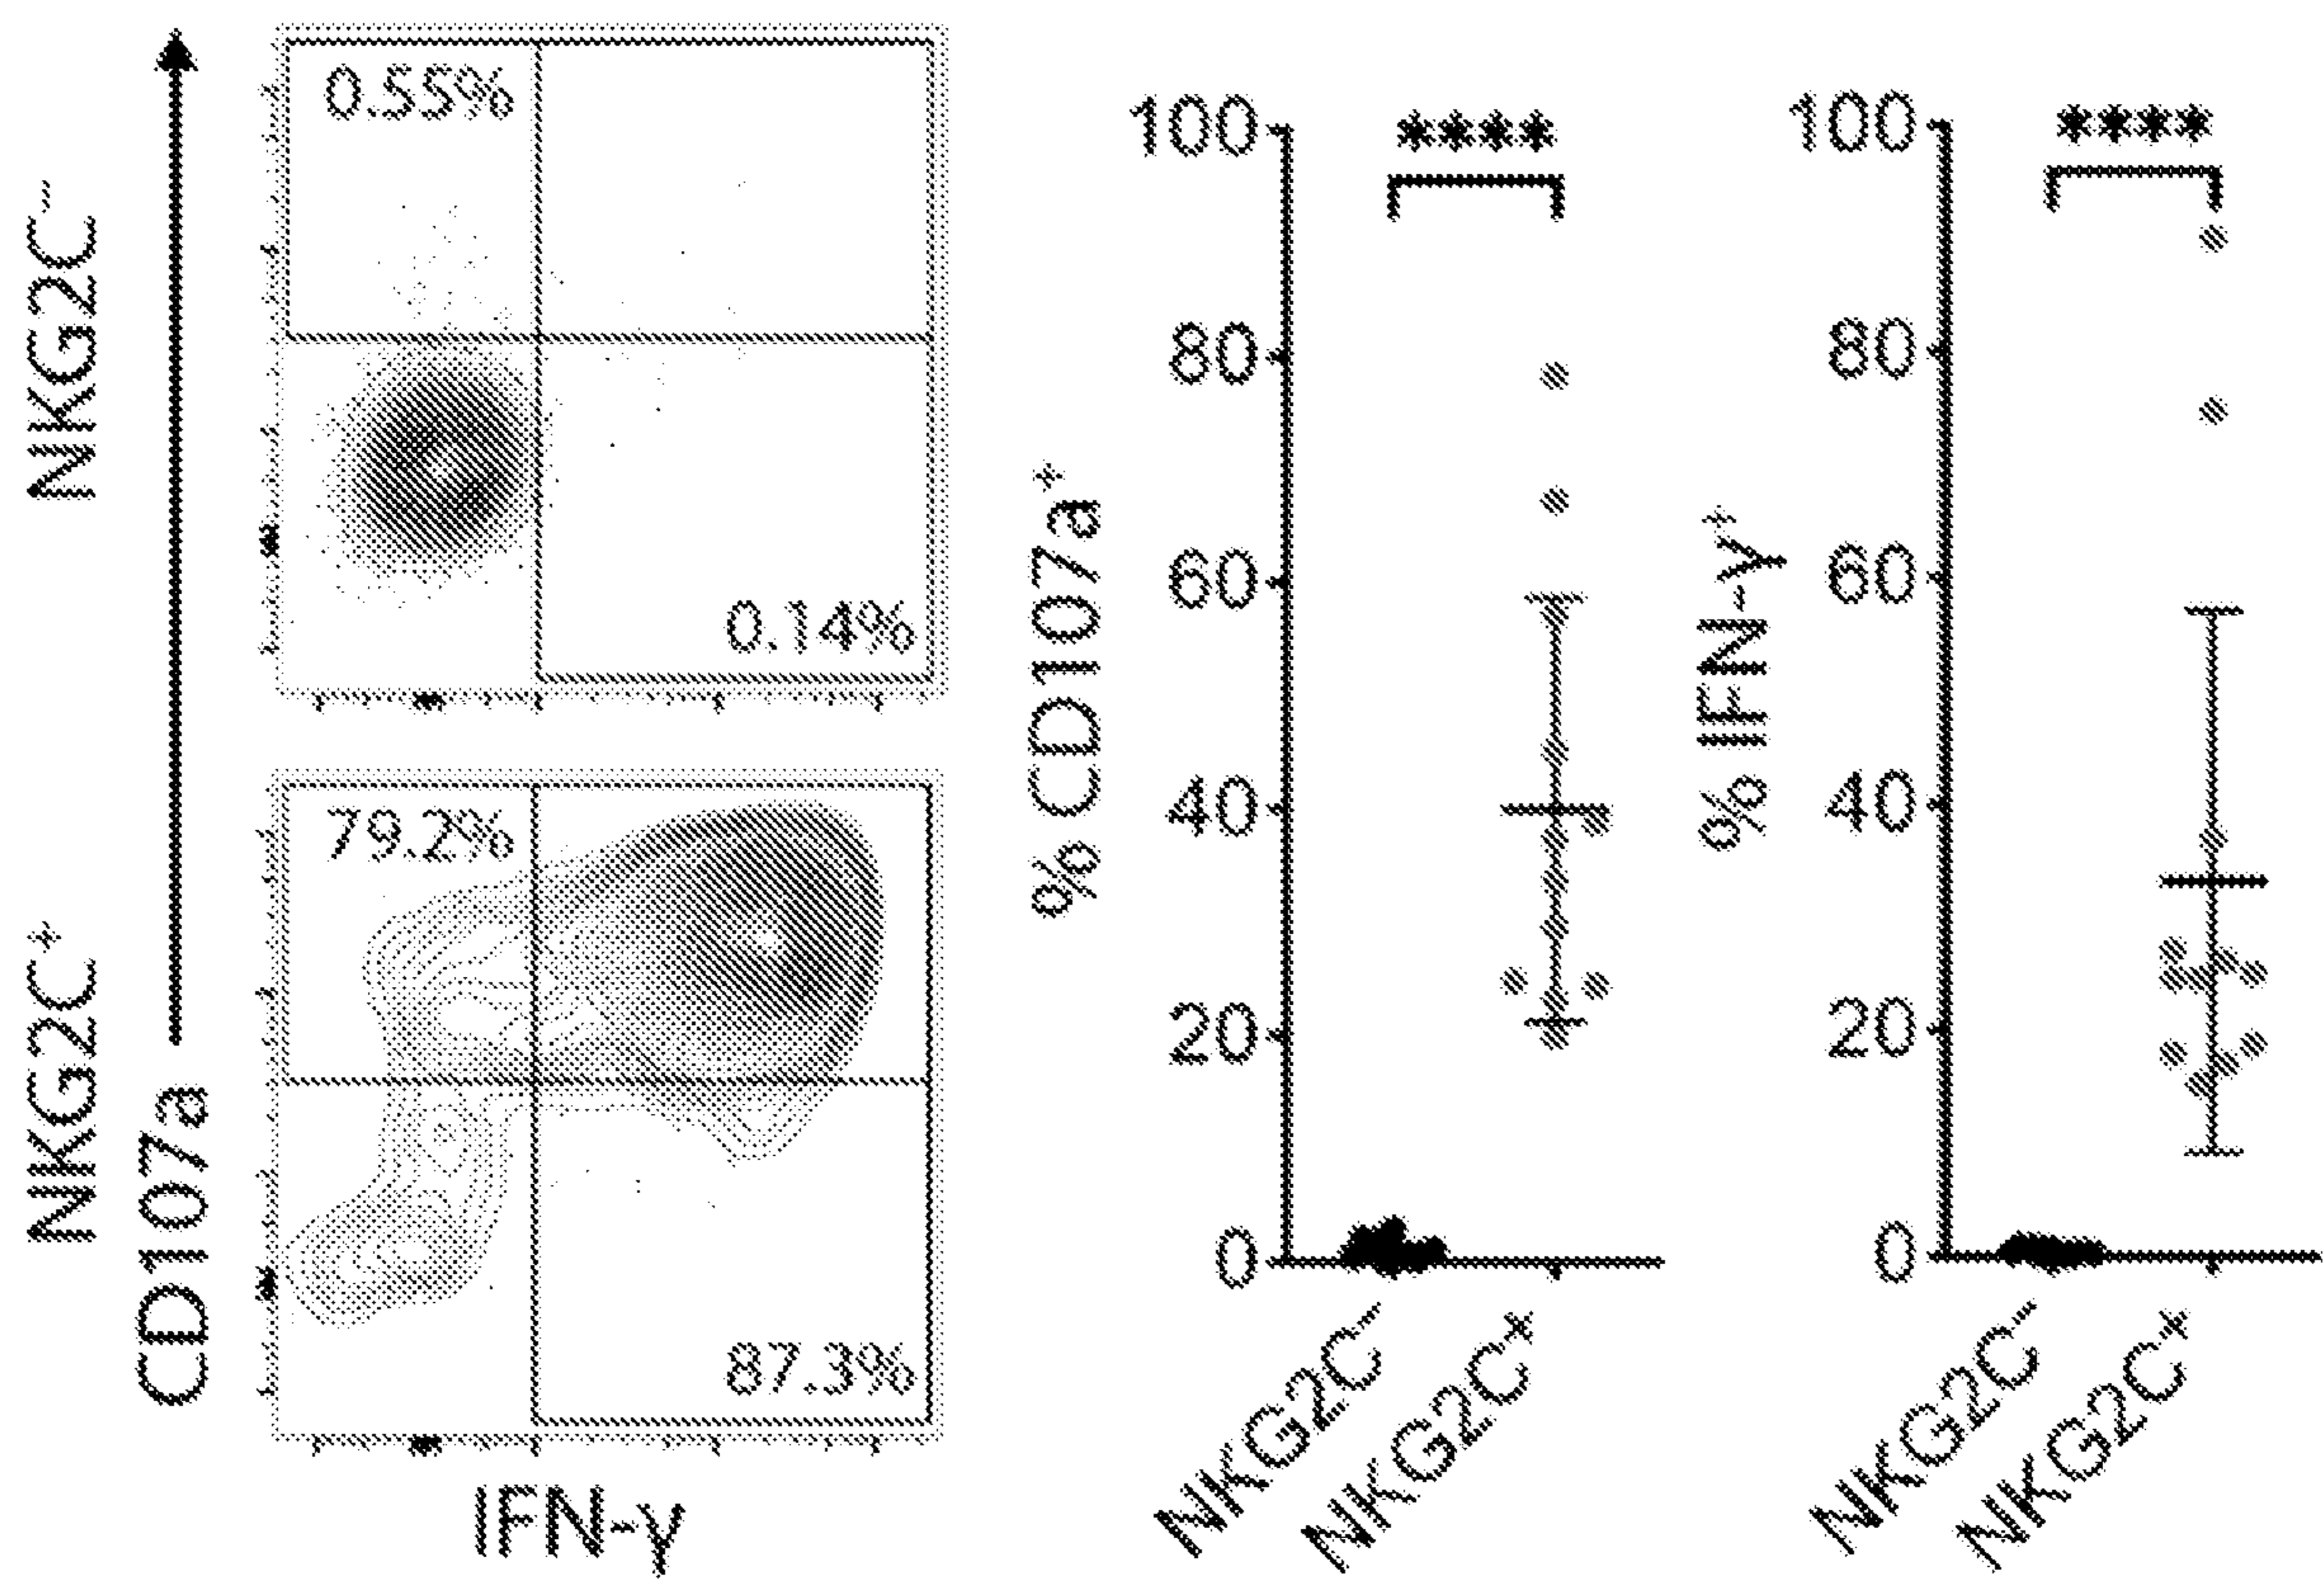 NKG2C⁻
0.55%
0.14%
NKG2C⁺
CD107a
79.2%
87.3%
IFN-γ
% CD107a⁺
100
80
60
40
20
0
****
NKG2C⁻
NKG2C⁺
% IFN-γ⁺
100
80
60
40
20
0
****
NKG2C⁻
NKG2C⁺